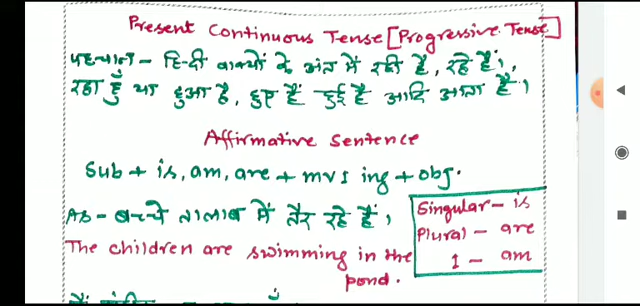 Present Continuous Tense [Progressive Tense]
पहचान - हिन्दी वाक्यों के अंत में रही है, रहे हैं,
रहा हूँ या हुआ है, हुए हैं हुई है आदि आता है।
Affirmative Sentence
Sub + is, am, are + mv I ing + obj.
As - बच्चे तालाब में तैर रहे हैं।
Singular - is
Plural - are
I - am
The children are swimming in the
pond.